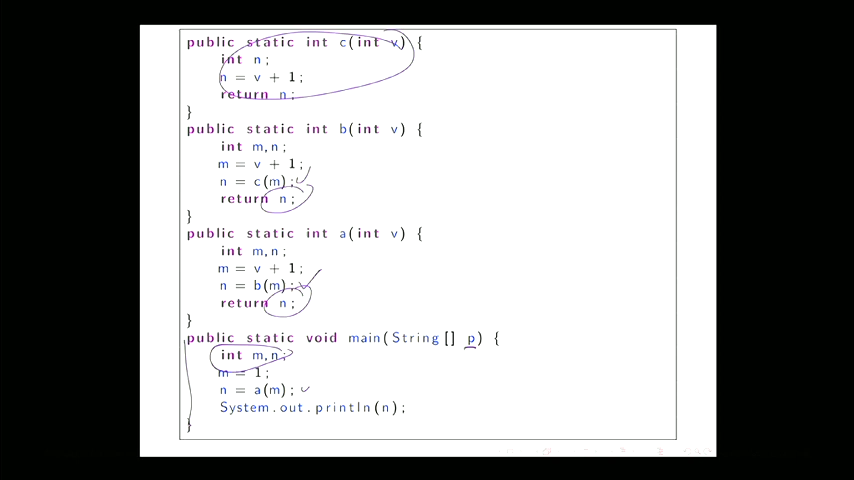 public static int c(int v) {
int n;
n = v + 1;
return n;
}
public static int b(int v) {
int m,n;
m = v + 1;
n = c(m);
return n;
}
public static int a(int v) {
int m,n;
m = v + 1;
n = b(m);
return n;
}
public static void main(String[] p) {
int m,n;
m = 1;
n = a(m);
System.out.println(n);
}